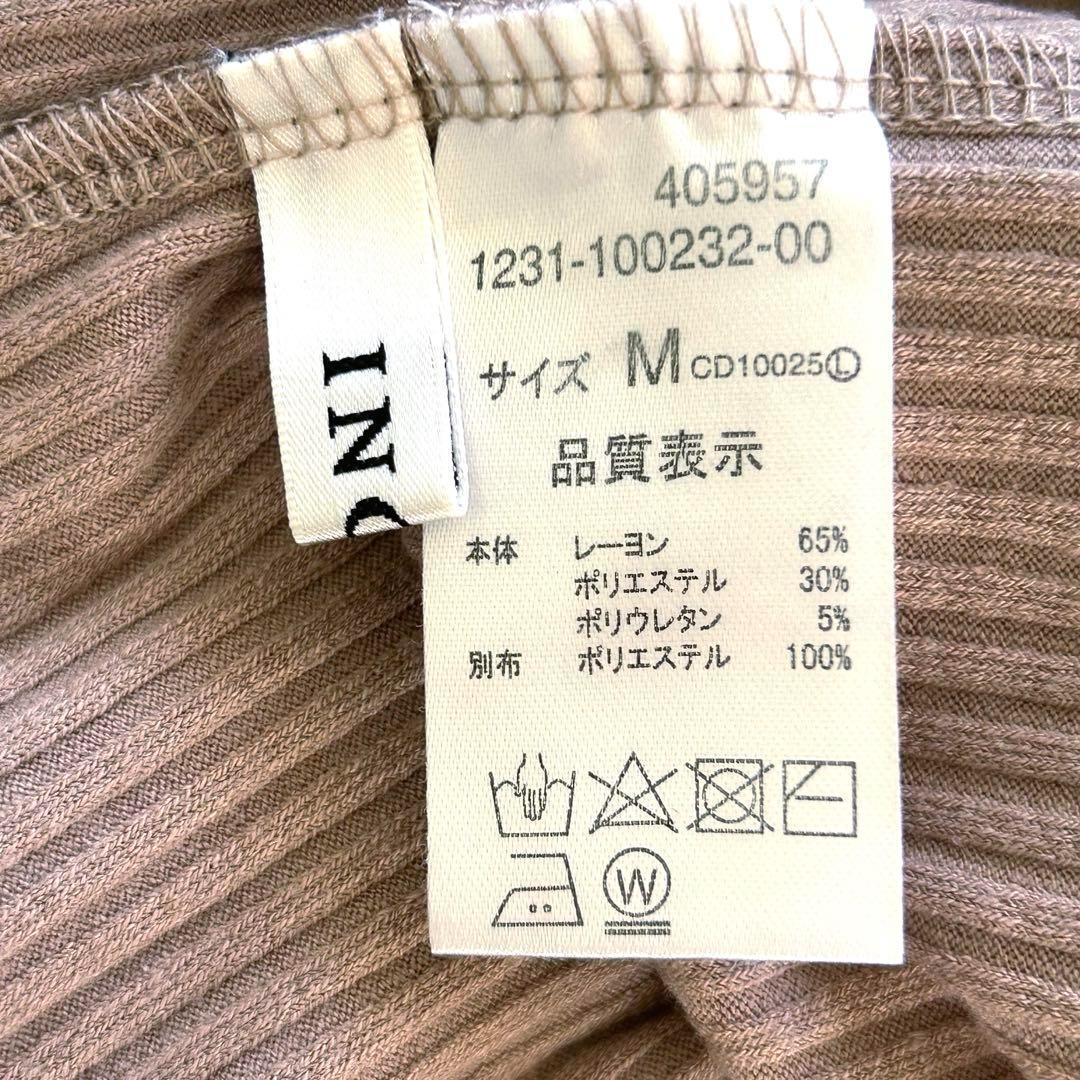 405957
1231-100232-00
サイズ M CD10025Ⓛ
品質表示
本体 レーヨン 65%
ポリエステル 30%
ポリウレタン 5%
別布 ポリエステル 100%
W
IN